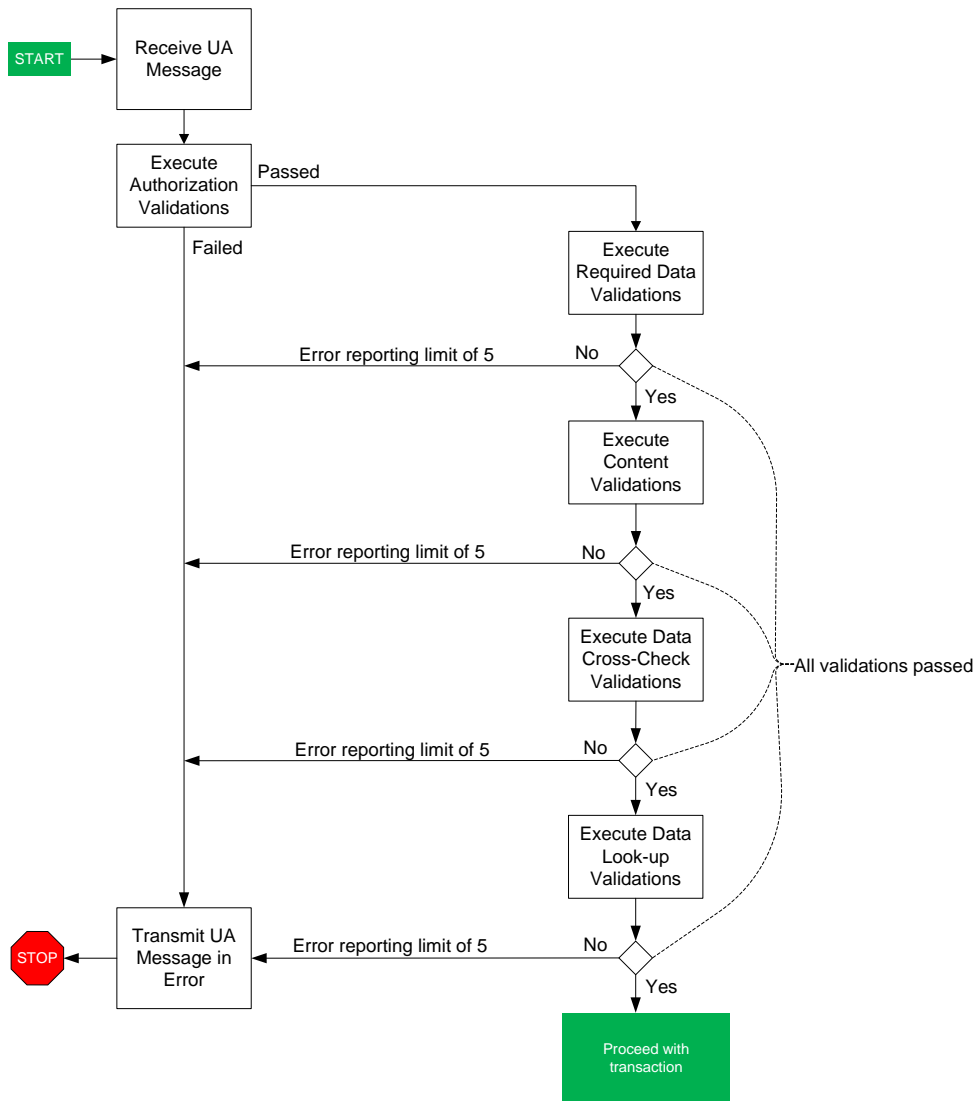 START
Receive UA
Message
Execute
Authorization
Validations
Passed
Failed
Execute
Required Data
Validations
Error reporting limit of 5
No
Yes
Execute
Content
Validations
Error reporting limit of 5
No
Yes
Execute Data
Cross-Check
Validations
All validations passed
Error reporting limit of 5
No
Yes
Execute Data
Look-up
Validations
Transmit UA
Message in
Error
STOP
Error reporting limit of 5
No
Yes
Proceed with
transaction